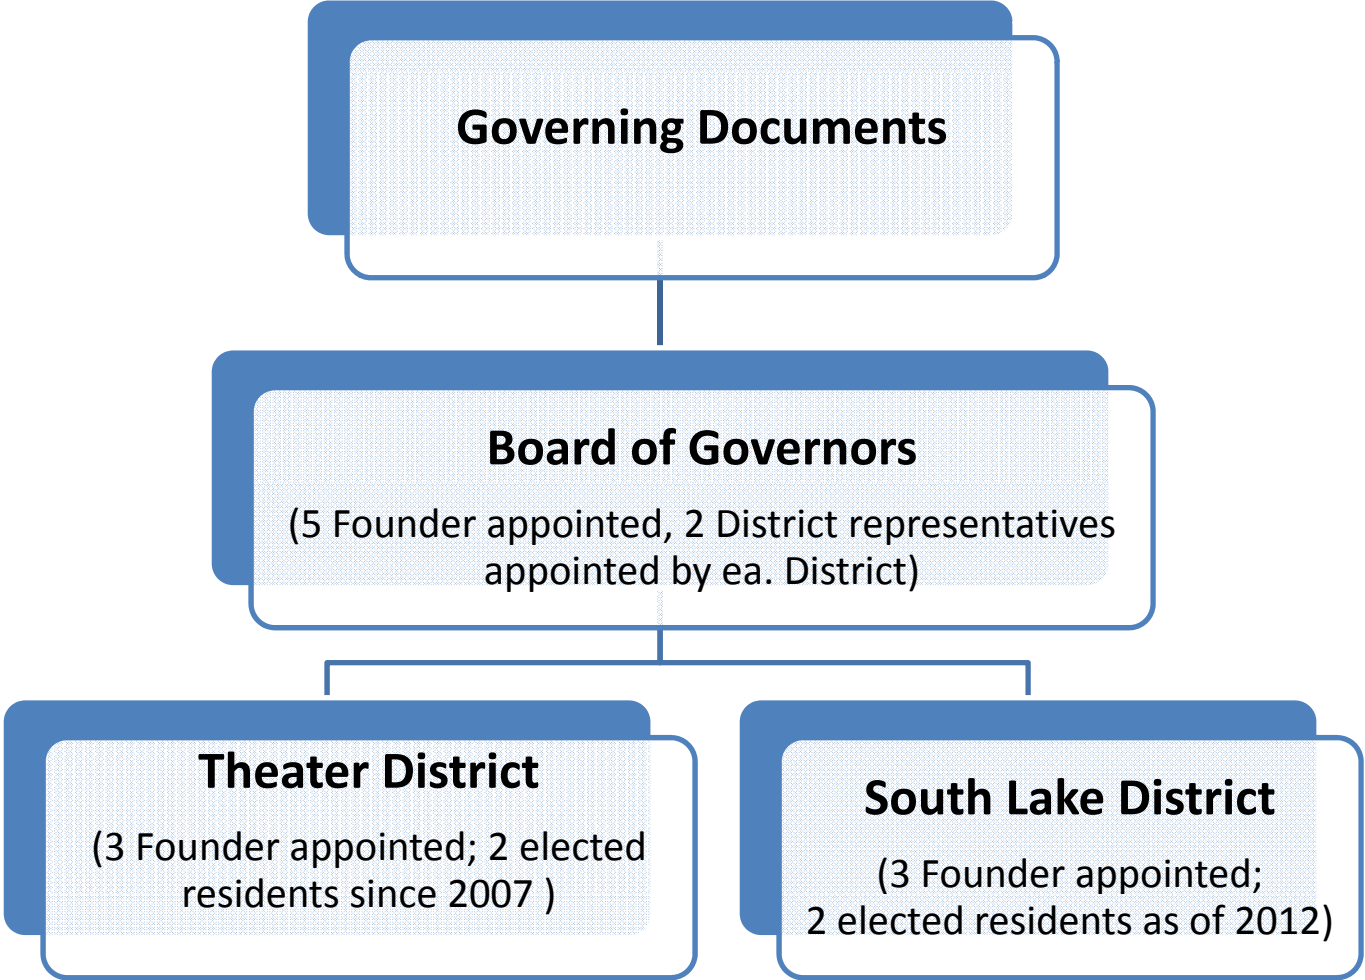 Governing Documents
Board of Governors
(5 Founder appointed, 2 District representatives
appointed by ea. District)
Theater District
(3 Founder appointed; 2 elected
residents since 2007 )
South Lake District
(3 Founder appointed;
2 elected residents as of 2012)